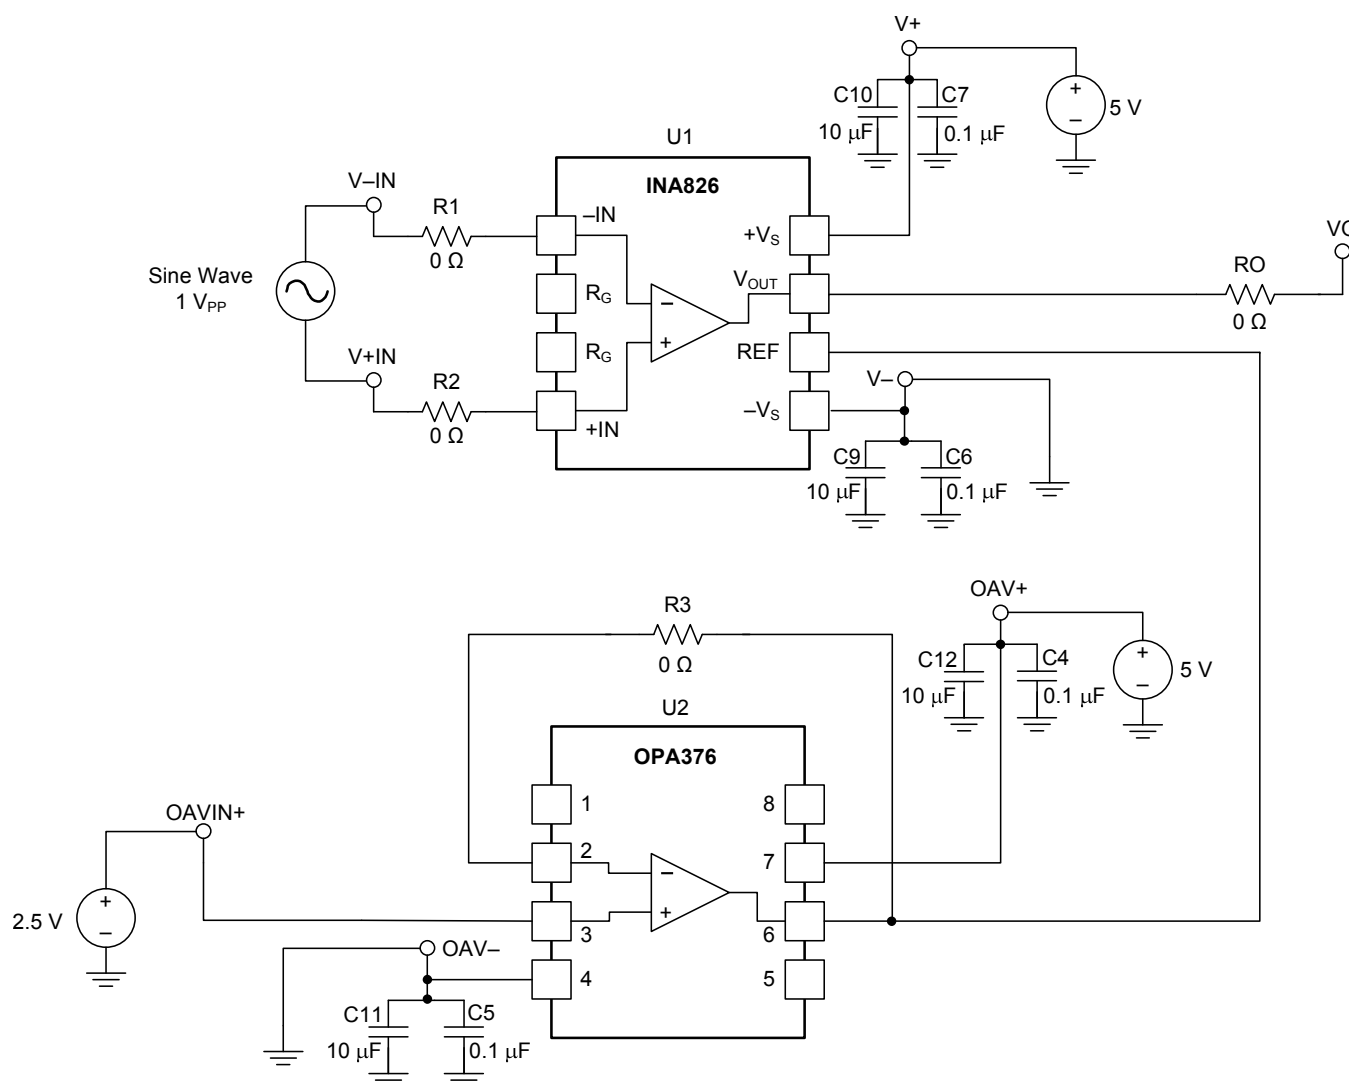 V+
C10
C7
10 µF
0.1 µF
5 V
U1
INA826
V–IN
R1
0 Ω
–IN
+VS
Sine Wave
1 VPP
RG
VOUT
RO
0 Ω
RG
REF
V+IN
R2
0 Ω
+IN
V–
–VS
C9
C6
10 µF
0.1 µF
R3
0 Ω
OAV+
C12
C4
10 µF
0.1 µF
5 V
U2
OPA376
OAVIN+
1
8
2
7
2.5 V
3
6
OAV–
4
5
C11
C5
10 µF
0.1 µF